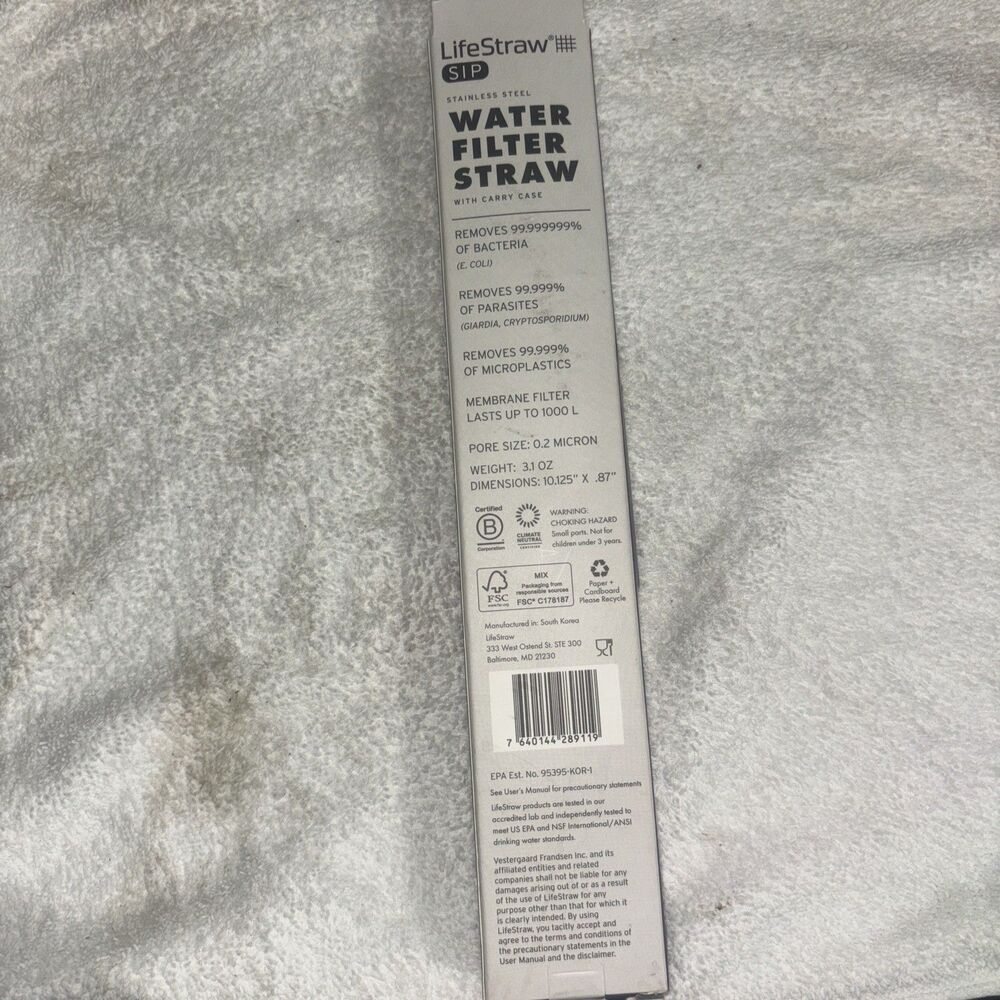 LifeStraw®
SIP
STAINLESS STEEL
WATER
FILTER
STRAW
WITH CARRY CASE
REMOVES 99.999999%
OF BACTERIA
(E. COLI)
REMOVES 99.999%
OF PARASITES
(GIARDIA, CRYPTOSPORIDIUM)
REMOVES 99.999%
OF MICROPLASTICS
MEMBRANE FILTER
LASTS UP TO 1000 L
PORE SIZE: 0.2 MICRON
WEIGHT: 3.1 OZ
DIMENSIONS: 10.125" X .87"
Certified
B
Corporation
CLIMATE
NEUTRAL
CERTIFIED
WARNING:
CHOKING HAZARD
Small parts. Not for
children under 3 years.
FSC
www.fsc.org
MIX
Packaging from
responsible sources
FSC® C178187
Paper +
Cardboard
Please Recycle
Manufactured in: South Korea
LifeStraw
333 West Ostend St. STE 300
Baltimore, MD 21230
7 640144 289119
EPA Est. No. 95395-KOR-1
See User's Manual for precautionary statements
LifeStraw products are tested in our
accredited lab and independently tested to
meet US EPA and NSF International/ANSI
drinking water standards.
Vestergaard Frandsen Inc. and its
affiliated entities and related
companies shall not be liable for any
damages arising out of or as a result
of the use of LifeStraw for any
purpose other than that for which it
is clearly intended. By using
LifeStraw, you tacitly accept and
agree to the terms and conditions of
the precautionary statements in the
User Manual and the disclaimer.